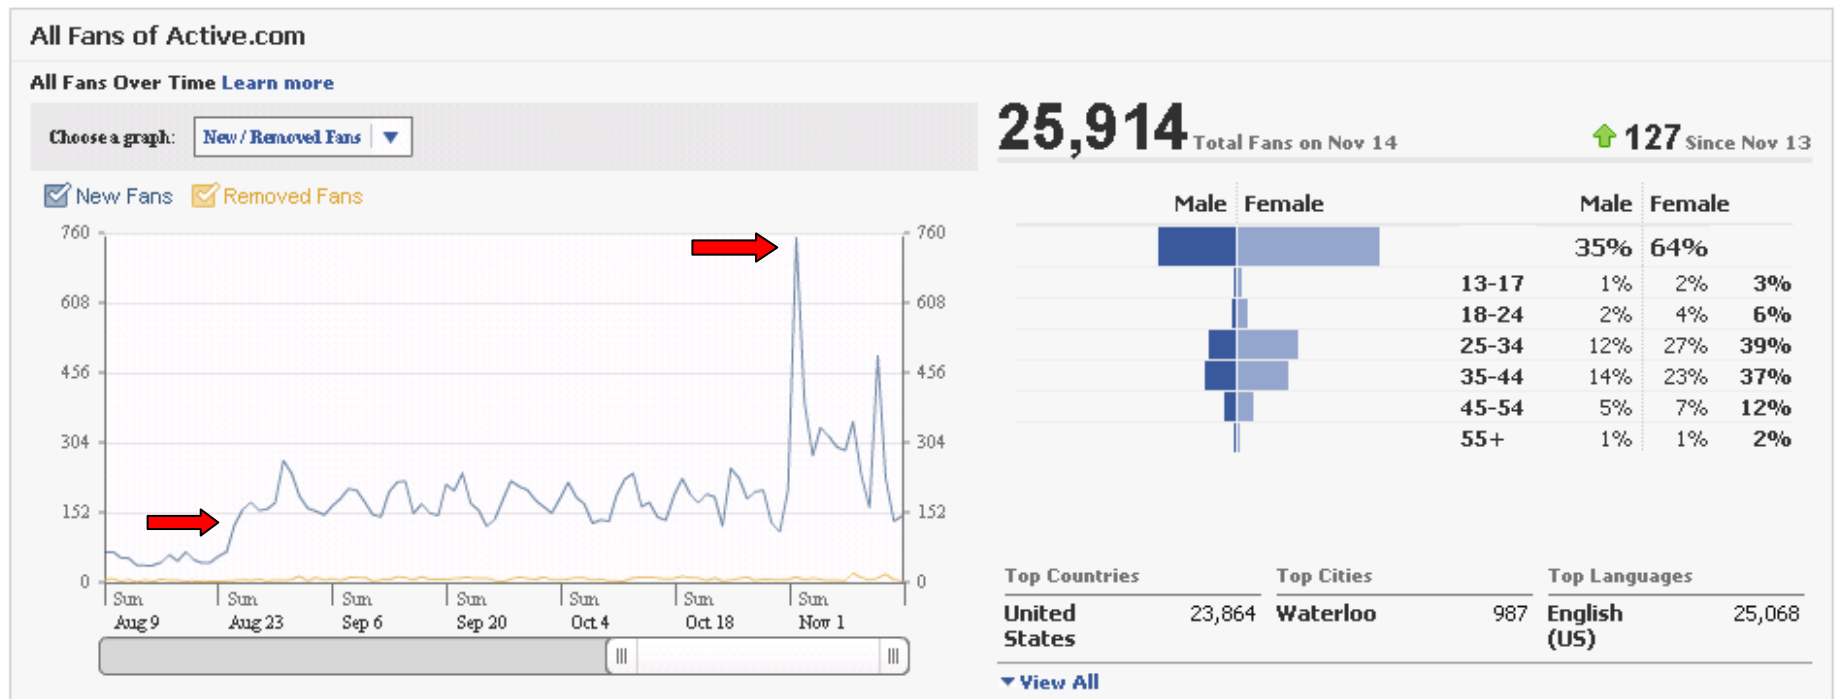 All Fans of Active.com
All Fans Over Time Learn more
Choose a graph: New / Removed Fans
New Fans Removed Fans
760 760
608 608
456 456
304 304
152 152
0 0
Sun Sun Sun Sun Sun Sun Sun
Aug 9 Aug 23 Sep 6 Sep 20 Oct 4 Oct 18 Nov 1
25,914 Total Fans on Nov 14 127 Since Nov 13
Male Female Male Female
35% 64%
13-17 1% 2% 3%
18-24 2% 4% 6%
25-34 12% 27% 39%
35-44 14% 23% 37%
45-54 5% 7% 12%
55+ 1% 1% 2%
Top Countries Top Cities Top Languages
United 23,864 Waterloo 987 English 25,068
States (US)
View All